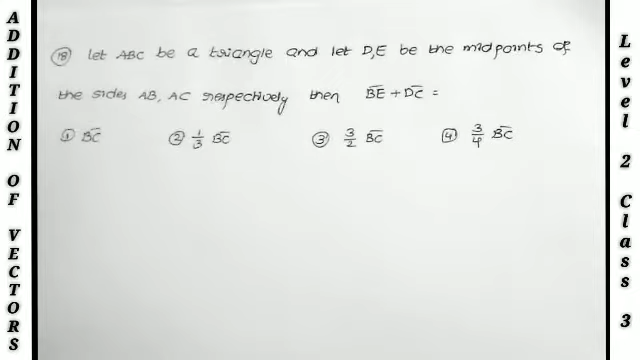 ADDITION OF VECTORS
(18) Let ABC be a triangle and let D,E be the midpoints of
the sides AB, AC respectively then B̅E̅ + D̅C̅ =
① B̅C̅ ② 1/3 B̅C̅ ③ 3/2 B̅C̅ ④ 3/4 B̅C̅
Level 2 Class 3